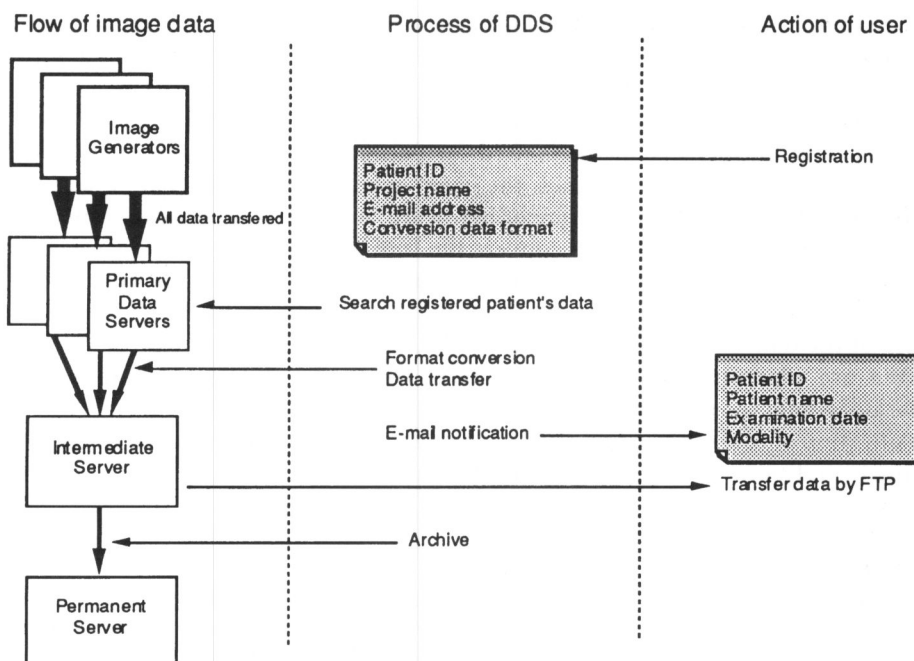 Flow of image data
Process of DDS
Action of user
Image
Generators
All data transferred
Patient ID
Project name
E-mail address
Conversion data format
Registration
Primary
Data
Servers
Search registered patient's data
Format conversion
Data transfer
Patient ID
Patient name
Examination date
Modality
E-mail notification
Intermediate
Server
Transfer data by FTP
Archive
Permanent
Server